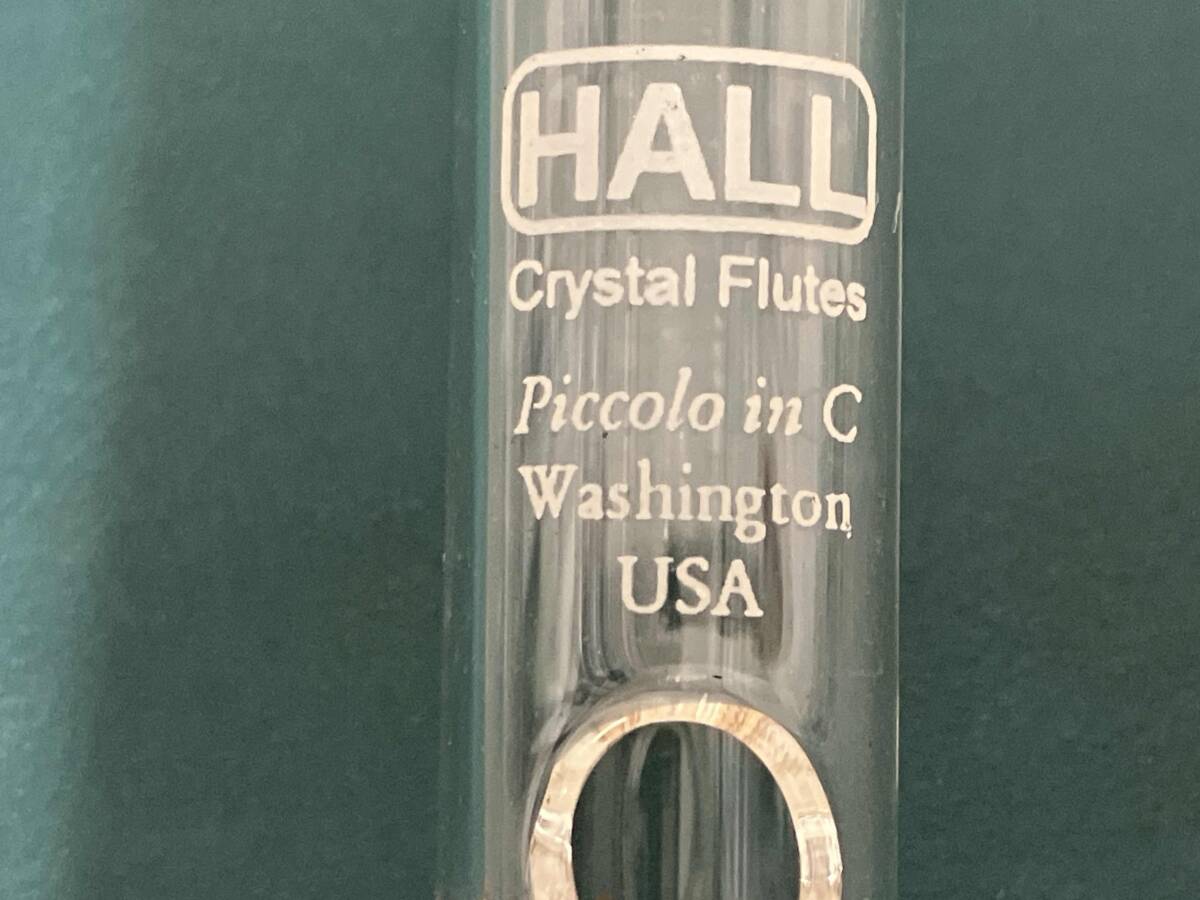 HALL
Crystal Flutes
Piccolo in C
Washington
USA